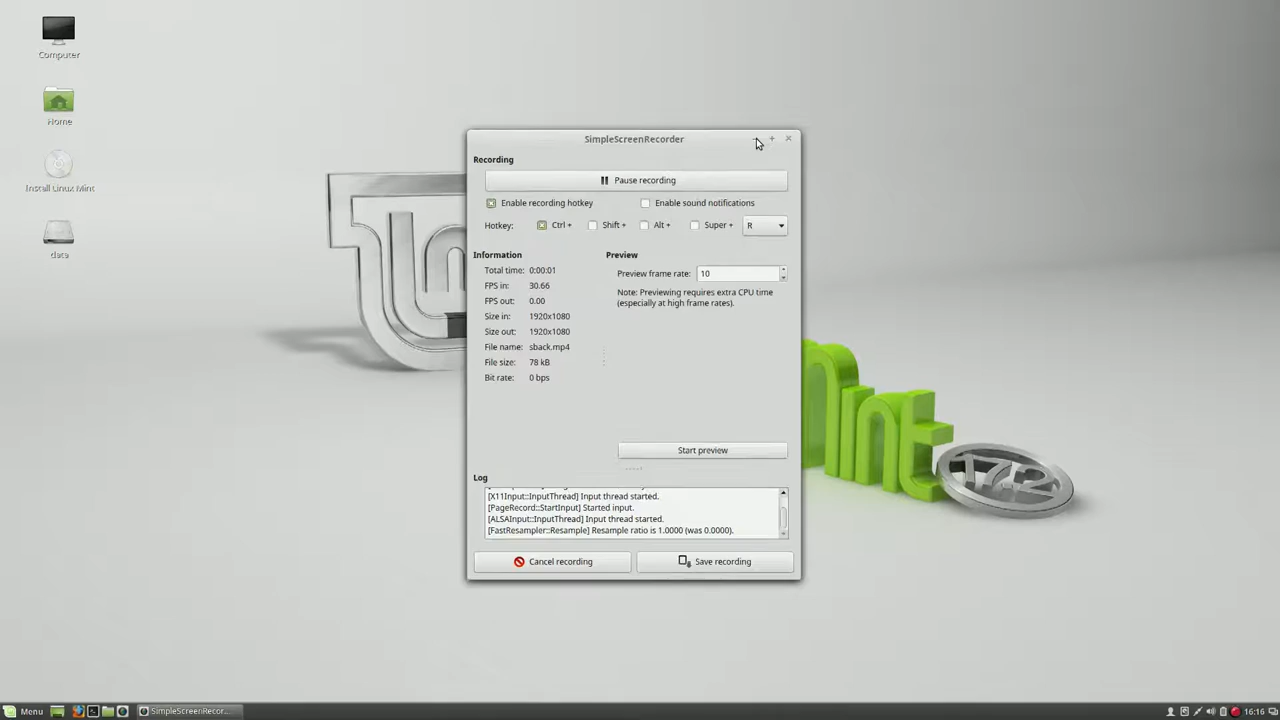 Computer
Home
Install Linux Mint
data
SimpleScreenRecorder
Recording
Pause recording
Enable recording hotkey
Enable sound notifications
Hotkey: Ctrl + Shift + Alt + Super + R
Information
Total time: 0:00:01
FPS in: 30.66
FPS out: 0.00
Size in: 1920x1080
Size out: 1920x1080
File name: sback.mp4
File size: 78 kB
Bit rate: 0 bps
Preview
Preview frame rate: 10
Note: Previewing requires extra CPU time
(especially at high frame rates).
Start preview
Log
[X11Input::InputThread] Input thread started.
[PageRecord::StartInput] Started input.
[ALSAInput::InputThread] Input thread started.
[FastResampler::Resample] Resample ratio is 1.0000 (was 0.0000).
Cancel recording
Save recording
17.2
Menu
SimpleScreenRecor...
16:16